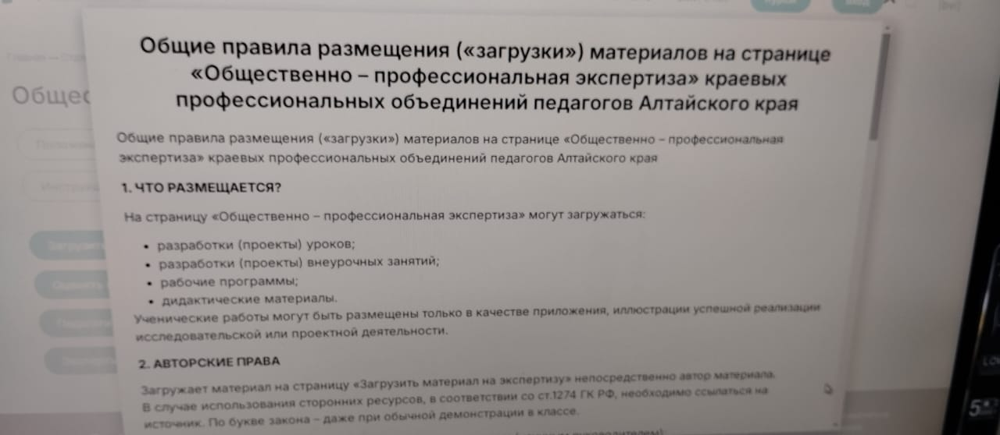 Общие правила размещения («загрузки») материалов на странице
«Общественно – профессиональная экспертиза» краевых
профессиональных объединений педагогов Алтайского края
Общие правила размещения («загрузки») материалов на странице «Общественно – профессиональная
экспертиза» краевых профессиональных объединений педагогов Алтайского края
1. ЧТО РАЗМЕЩАЕТСЯ?
На страницу «Общественно – профессиональная экспертиза» могут загружаться:
• разработки (проекты) уроков;
• разработки (проекты) внеурочных занятий;
• рабочие программы;
• дидактические материалы.
Ученические работы могут быть размещены только в качестве приложения, иллюстрации успешной реализации
исследовательской или проектной деятельности.
2. АВТОРСКИЕ ПРАВА
Загружает материал на страницу «Загрузить материал на экспертизу» непосредственно автор материала.
В случае использования сторонних ресурсов, в соответствии со ст.1274 ГК РФ, необходимо ссылаться на
источник. По букве закона – даже при обычной демонстрации в классе.
Общес